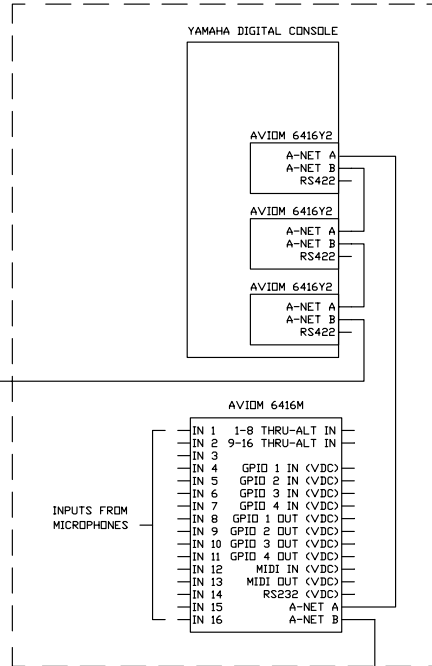 YAMAHA DIGITAL CONSOLE
AVIOM 6416Y2
A-NET A
A-NET B
RS422
AVIOM 6416Y2
A-NET A
A-NET B
RS422
AVIOM 6416Y2
A-NET A
A-NET B
RS422
AVIOM 6416M
IN 1 1-8 THRU-ALT IN
IN 2 9-16 THRU-ALT IN
IN 3
IN 4 GPIO 1 IN (VDC)
IN 5 GPIO 2 IN (VDC)
IN 6 GPIO 3 IN (VDC)
IN 7 GPIO 4 IN (VDC)
IN 8 GPIO 1 OUT (VDC)
IN 9 GPIO 2 OUT (VDC)
IN 10 GPIO 3 OUT (VDC)
IN 11 GPIO 4 OUT (VDC)
IN 12 MIDI IN (VDC)
IN 13 MIDI OUT (VDC)
IN 14 RS232 (VDC)
IN 15 A-NET A
IN 16 A-NET B
INPUTS FROM
MICROPHONES